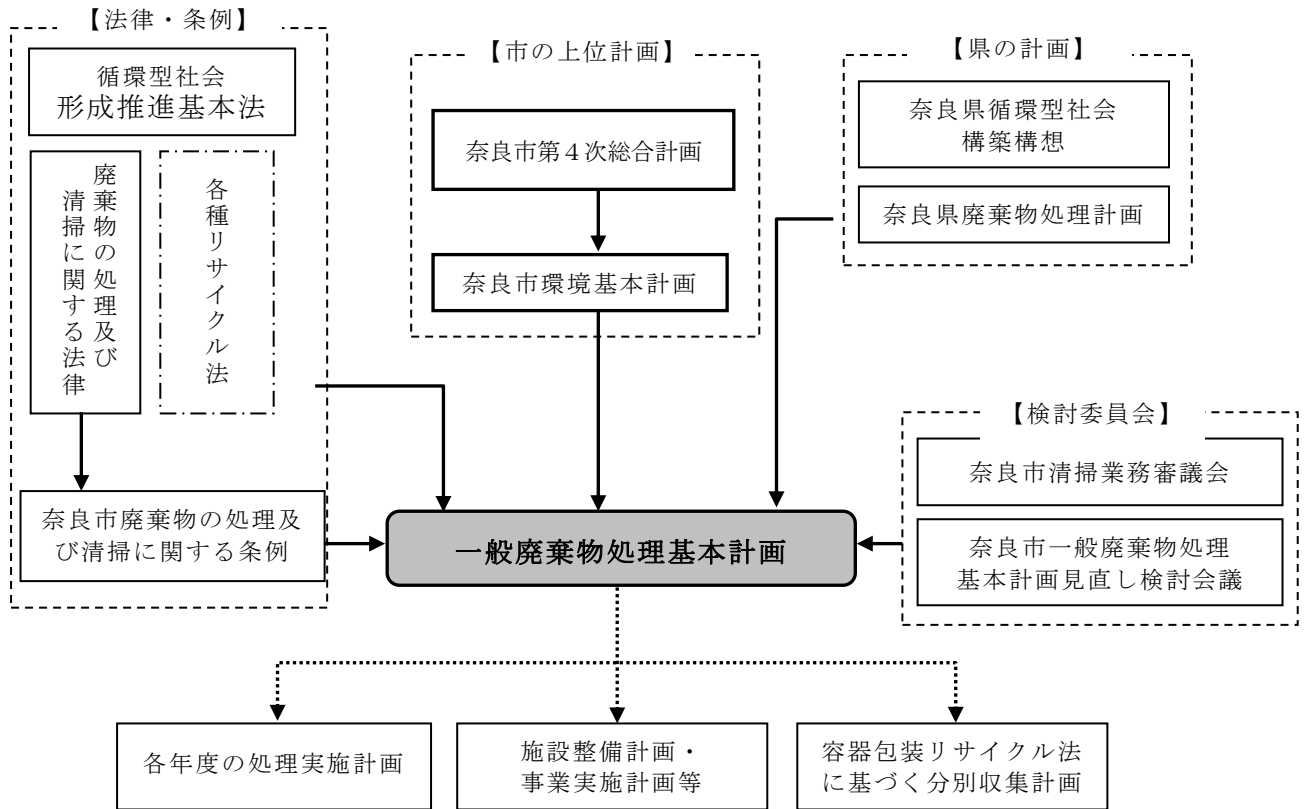 【法律・条例】
循環型社会
形成推進基本法
廃棄物の処理及び
清掃に関する法律
各種リサイクル法
奈良市廃棄物の処理及
び清掃に関する条例
【市の上位計画】
奈良市第４次総合計画
奈良市環境基本計画
【県の計画】
奈良県循環型社会
構築構想
奈良県廃棄物処理計画
【検討委員会】
奈良市清掃業務審議会
奈良市一般廃棄物処理
基本計画見直し検討会議
一般廃棄物処理基本計画
各年度の処理実施計画
施設整備計画・
事業実施計画等
容器包装リサイクル法
に基づく分別収集計画